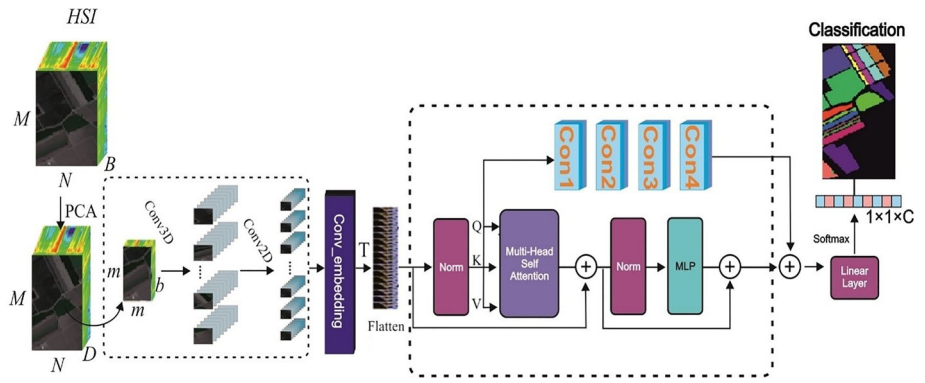 HSI
M
N
B
PCA
M
N
D
m
m
b
Conv3D
Conv2D
Conv_embedding
T
Flatten
Norm
Q
K
V
Multi-Head
Self
Attention
Con1
Con2
Con3
Con4
Norm
MLP
Linear
Layer
Softmax
1×1×C
Classification